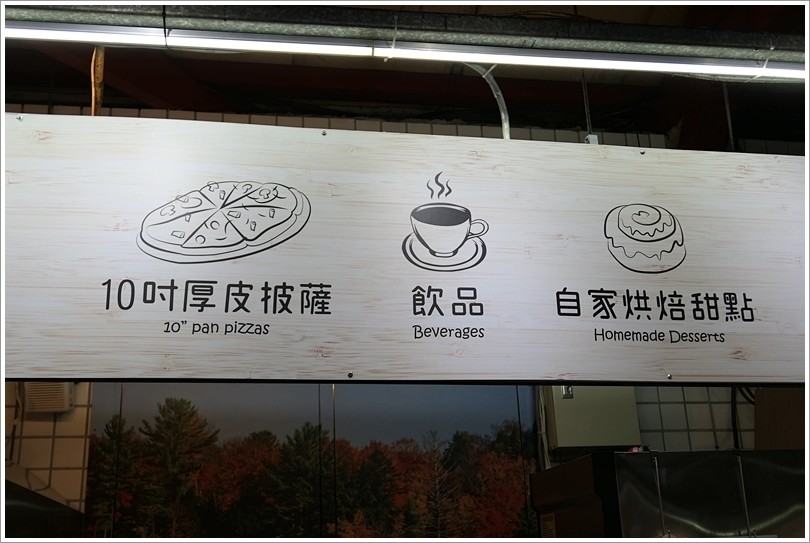 10吋厚皮披薩
10” pan pizzas
飲品
Beverages
自家烘焙甜點
Homemade Desserts